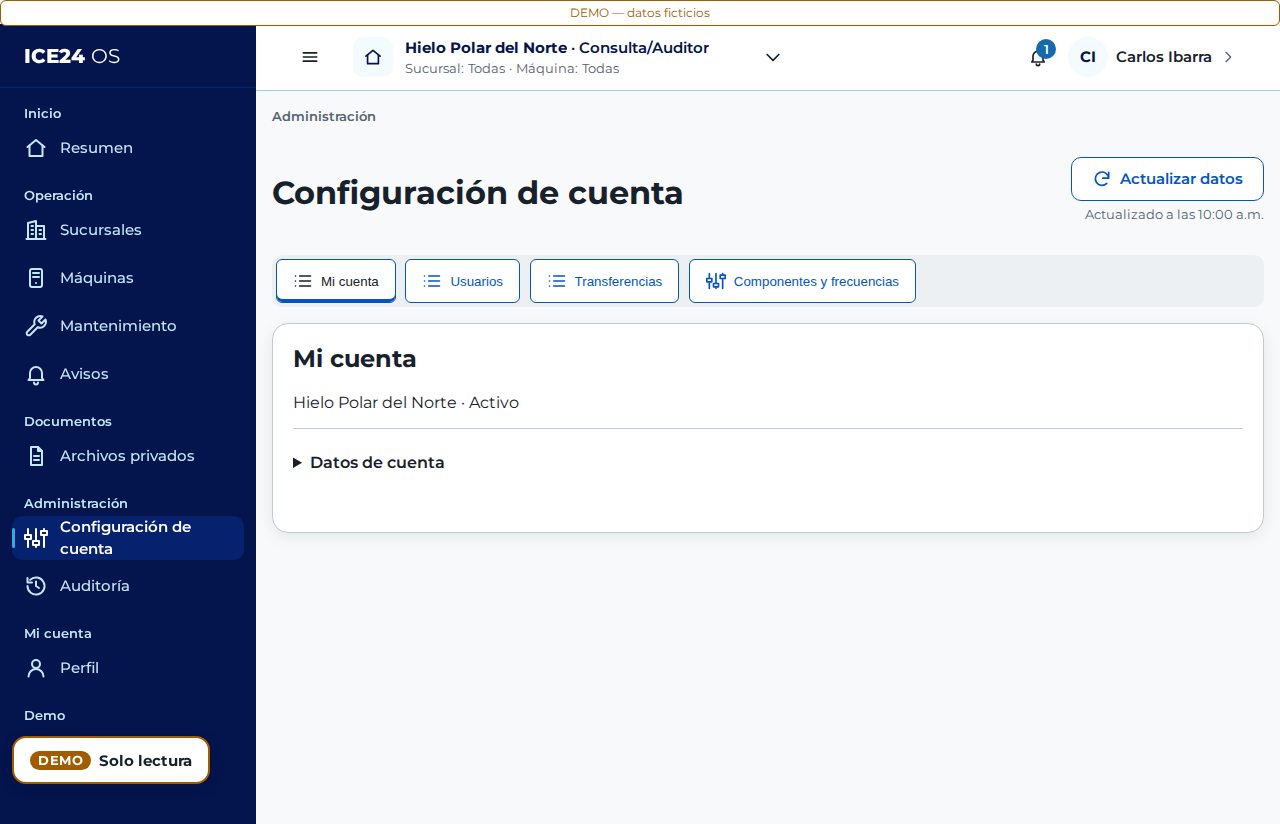 DEMO — datos ficticios
ICE24 OS
Hielo Polar del Norte · Consulta/Auditor
Sucursal: Todas · Máquina: Todas
1
CI
Carlos Ibarra
Inicio
Resumen
Operación
Sucursales
Máquinas
Mantenimiento
Avisos
Documentos
Archivos privados
Administración
Configuración de
cuenta
Auditoría
Mi cuenta
Perfil
Demo
DEMO Solo lectura
Administración
Configuración de cuenta
Actualizar datos
Actualizado a las 10:00 a.m.
Mi cuenta
Usuarios
Transferencias
Componentes y frecuencias
Mi cuenta
Hielo Polar del Norte · Activo
Datos de cuenta